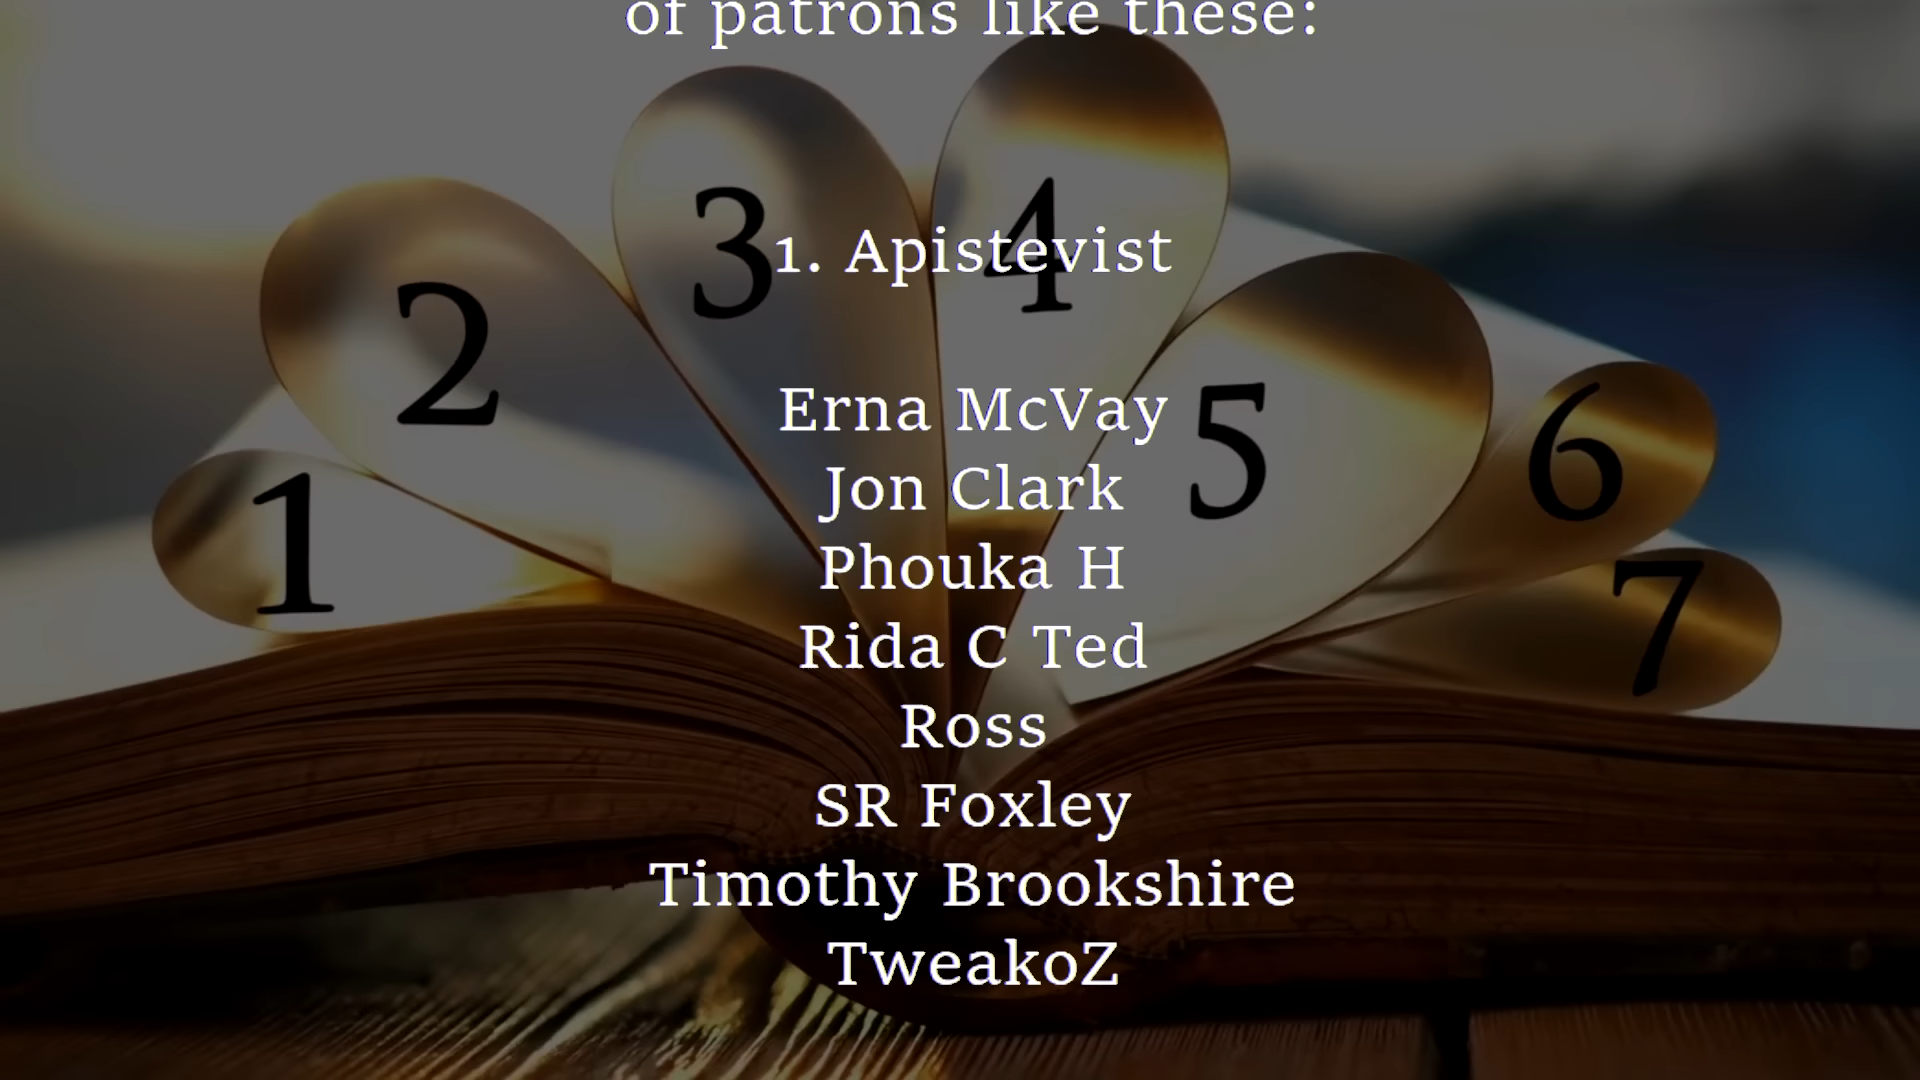 of patrons like these:
1. Apistevist
Erna McVay
Jon Clark
Phouka H
Rida C Ted
Ross
SR Foxley
Timothy Brookshire
TweakoZ
1
2
3
4
5
6
7